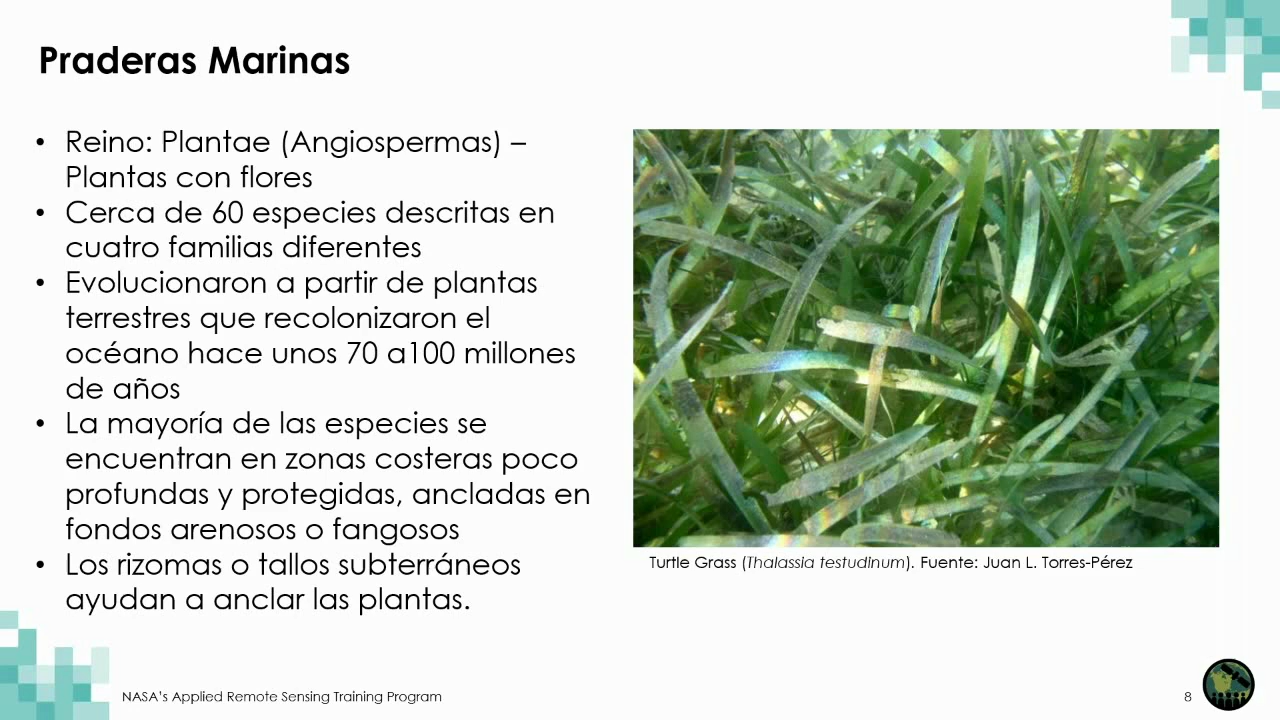 Praderas Marinas
• Reino: Plantae (Angiospermas) –
Plantas con flores
• Cerca de 60 especies descritas en
cuatro familias diferentes
• Evolucionaron a partir de plantas
terrestres que recolonizaron el
océano hace unos 70 a100 millones
de años
• La mayoría de las especies se
encuentran en zonas costeras poco
profundas y protegidas, ancladas en
fondos arenosos o fangosos
• Los rizomas o tallos subterráneos
ayudan a anclar las plantas.
Turtle Grass (Thalassia testudinum). Fuente: Juan L. Torres-Pérez
NASA's Applied Remote Sensing Training Program
8